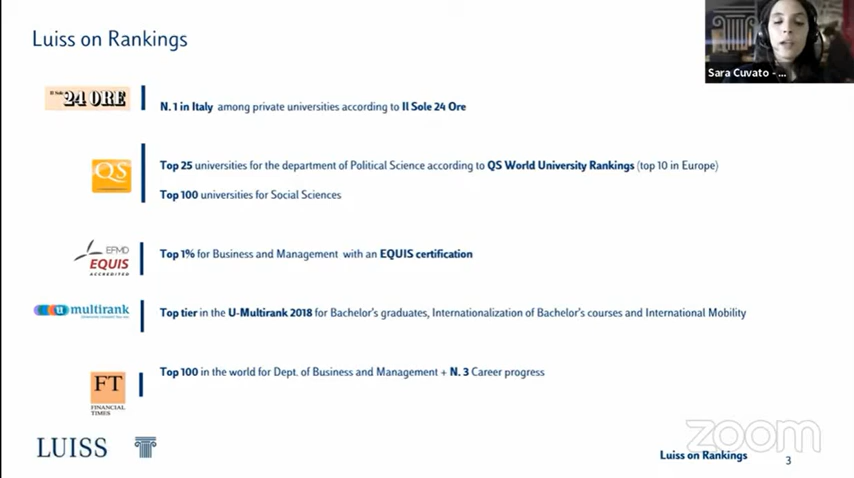 Luiss on Rankings
Sara Cuvato - ...
Il Sole
24 ORE
N. 1 in Italy among private universities according to Il Sole 24 Ore
QS
Top 25 universities for the department of Political Science according to QS World University Rankings (top 10 in Europe)
Top 100 universities for Social Sciences
EFMD
EQUIS
ACCREDITED
Top 1% for Business and Management with an EQUIS certification
u multirank
Top tier in the U-Multirank 2018 for Bachelor's graduates, Internationalization of Bachelor's courses and International Mobility
FT
FINANCIAL
TIMES
Top 100 in the world for Dept. of Business and Management + N. 3 Career progress
LUISS
zoom
Luiss on Rankings
3